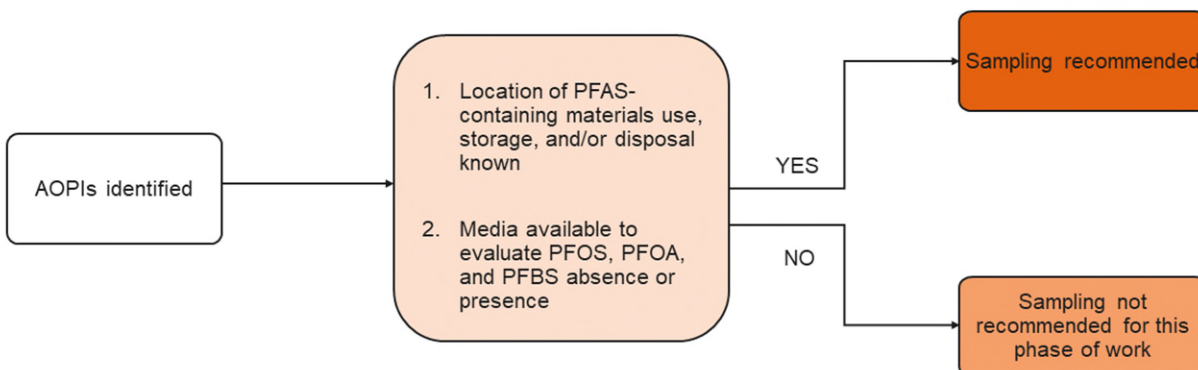 AOPIs identified
1. Location of PFAS-
containing materials use,
storage, and/or disposal
known
2. Media available to
evaluate PFOS, PFOA,
and PFBS absence or
presence
YES
NO
Sampling recommended
Sampling not
recommended for this
phase of work